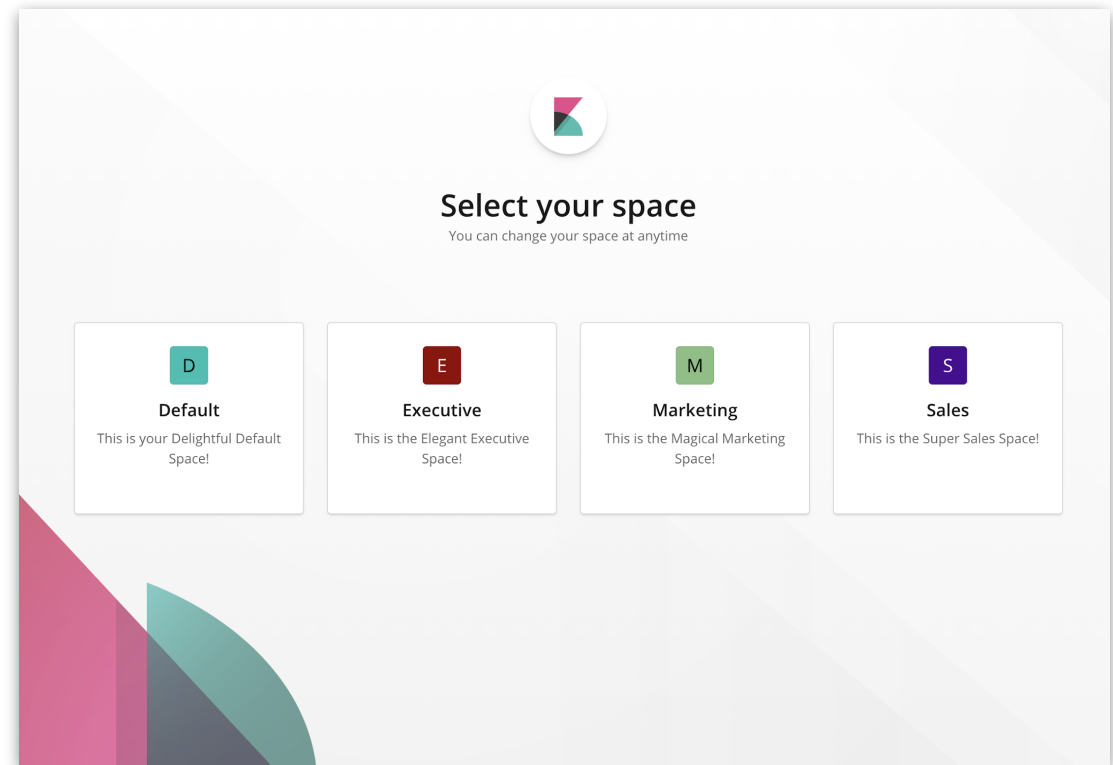 Select your space
You can change your space at anytime
D
Default
This is your Delightful Default
Space!
E
Executive
This is the Elegant Executive
Space!
M
Marketing
This is the Magical Marketing
Space!
S
Sales
This is the Super Sales Space!